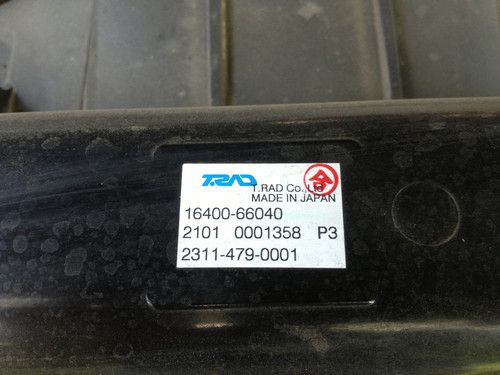 T.RAD
T.RAD Co., Ltd
MADE IN JAPAN
16400-66040
2101 0001358 P3
2311-479-0001